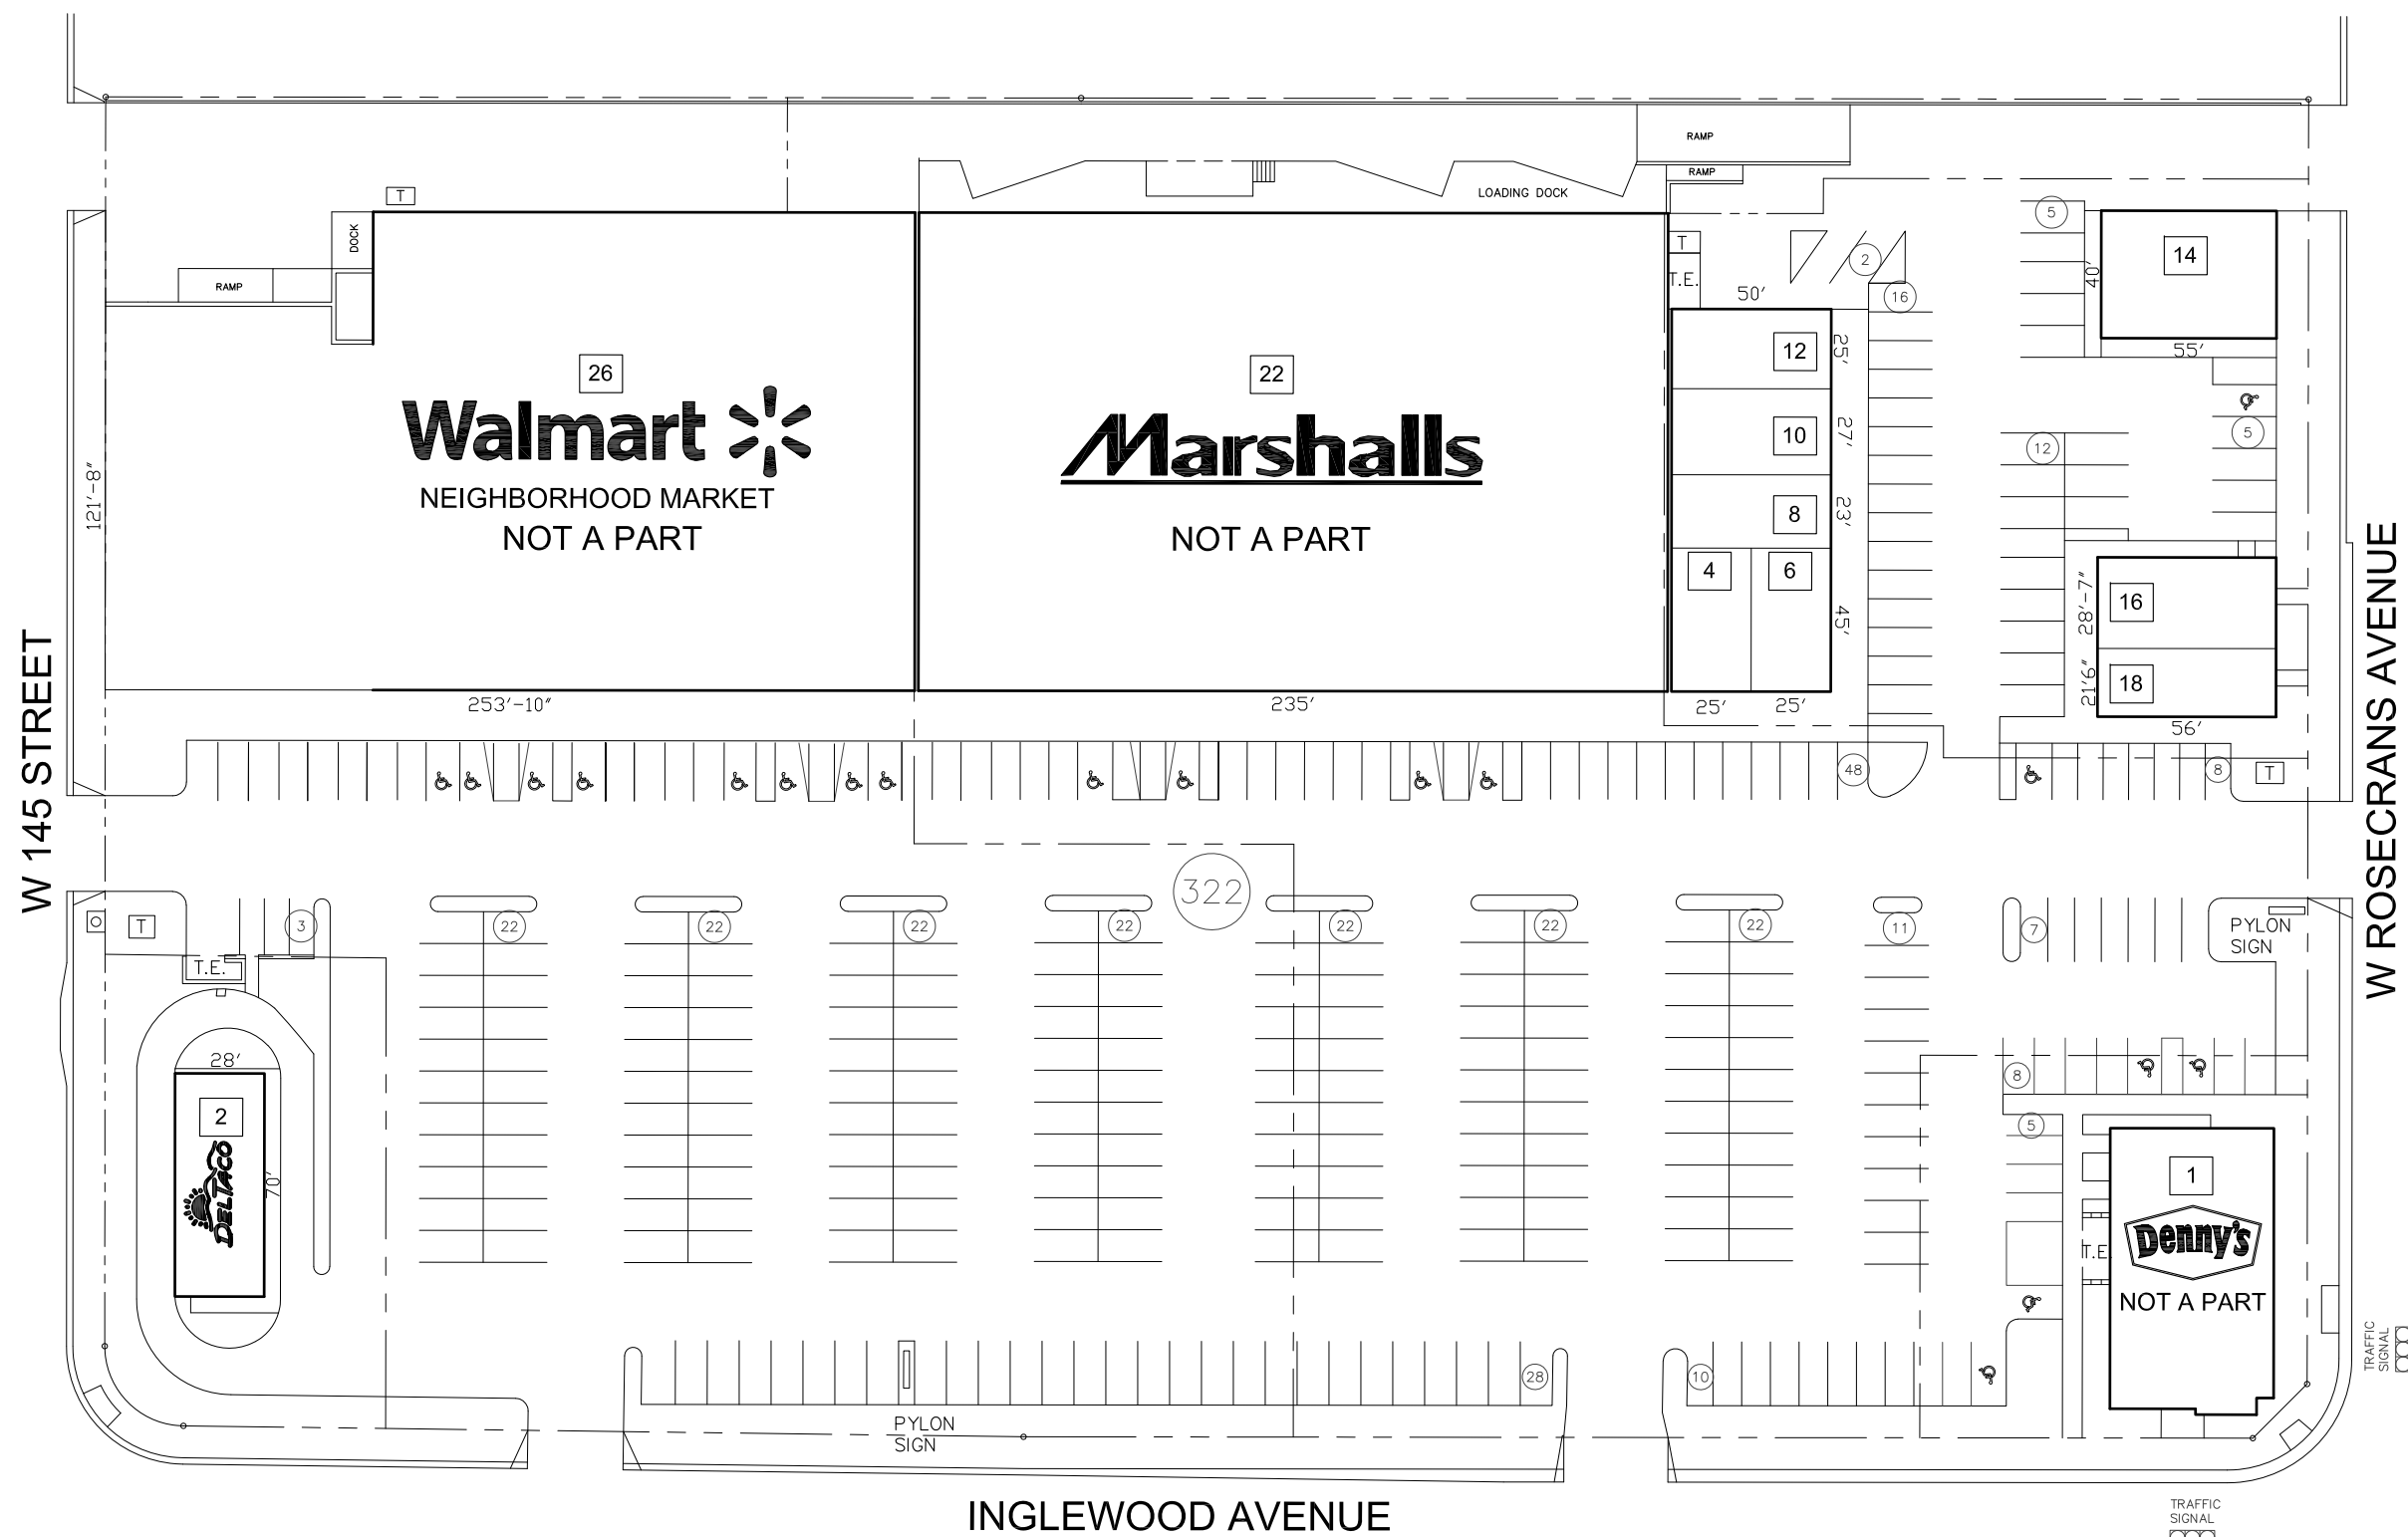 RAMP
RAMP
LOADING DOCK
T
DOCK
RAMP
5
14
40'
55'
T
T.E.
2
16
50'
12
25'
10
27'
8
23'
4
6
45'
25'
25'
26
Walmart
NEIGHBORHOOD MARKET
NOT A PART
22
Marshalls
NOT A PART
121'-8"
253'-10"
235'
5
12
16
28'-7"
18
21'6"
56'
48
8
T
W 145 STREET
W ROSECRANS AVENUE
322
T
3
22
22
22
22
22
22
22
11
7
PYLON
SIGN
T.E.
28'
2
DEL TACO
70'
8
5
1
Denny's
T.E.
NOT A PART
28
10
PYLON
SIGN
TRAFFIC
SIGNAL
INGLEWOOD AVENUE
TRAFFIC
SIGNAL